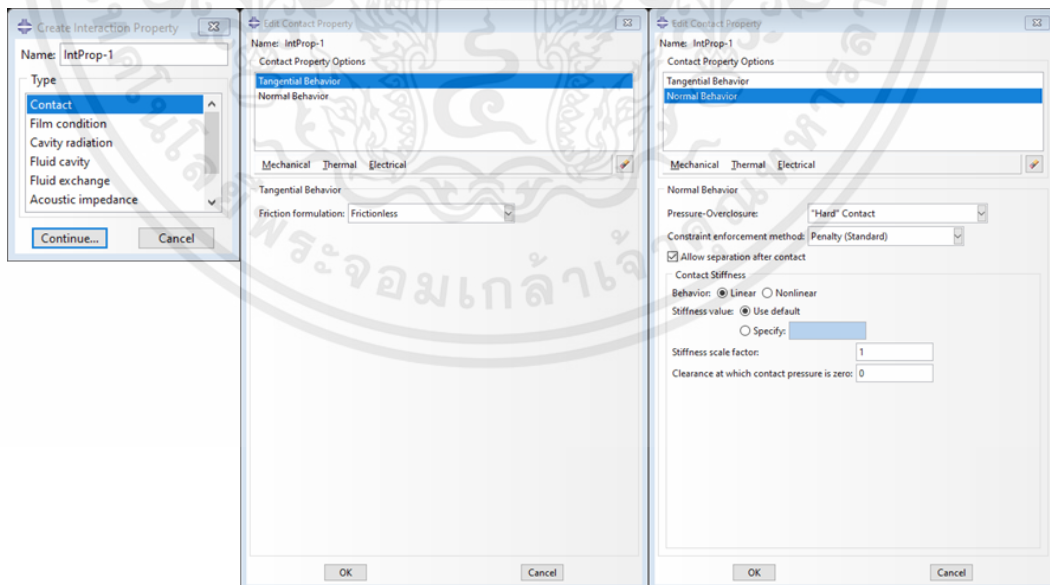 Create Interaction Property
Name: IntProp-1
Type
Contact
Film condition
Cavity radiation
Fluid cavity
Fluid exchange
Acoustic impedance
Continue...
Cancel
Edit Contact Property
Name: IntProp-1
Contact Property Options
Tangential Behavior
Normal Behavior
Mechanical Thermal Electrical
Tangential Behavior
Friction formulation: Frictionless
OK
Cancel
Edit Contact Property
Name: IntProp-1
Contact Property Options
Tangential Behavior
Normal Behavior
Mechanical Thermal Electrical
Normal Behavior
Pressure-Overclosure: "Hard" Contact
Constraint enforcement method: Penalty (Standard)
Allow separation after contact
Contact Stiffness
Behavior: Linear Nonlinear
Stiffness value: Use default
Specify:
Stiffness scale factor: 1
Clearance at which contact pressure is zero: 0
OK
Cancel